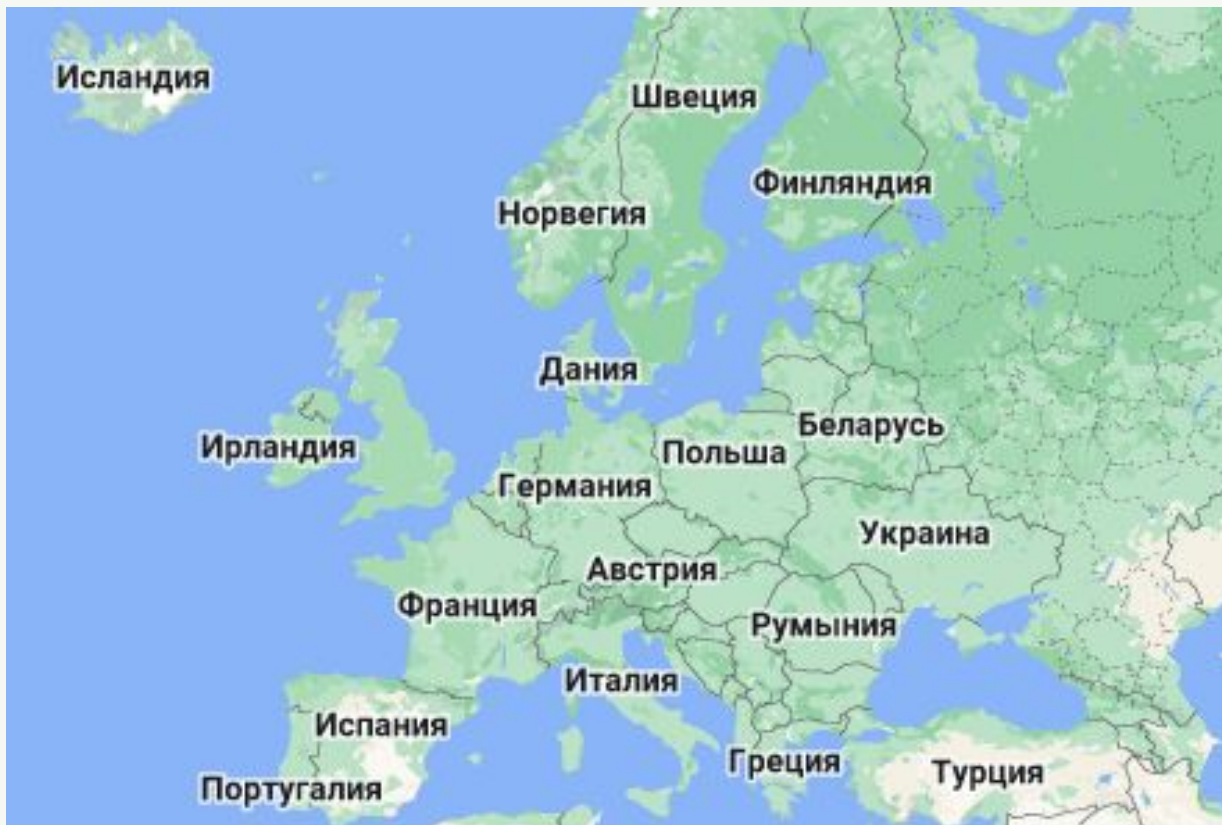 Исландия
Швеция
Финляндия
Норвегия
Дания
Беларусь
Ирландия
Польша
Германия
Украина
Австрия
Франция
Румыния
Италия
Испания
Греция
Турция
Португалия